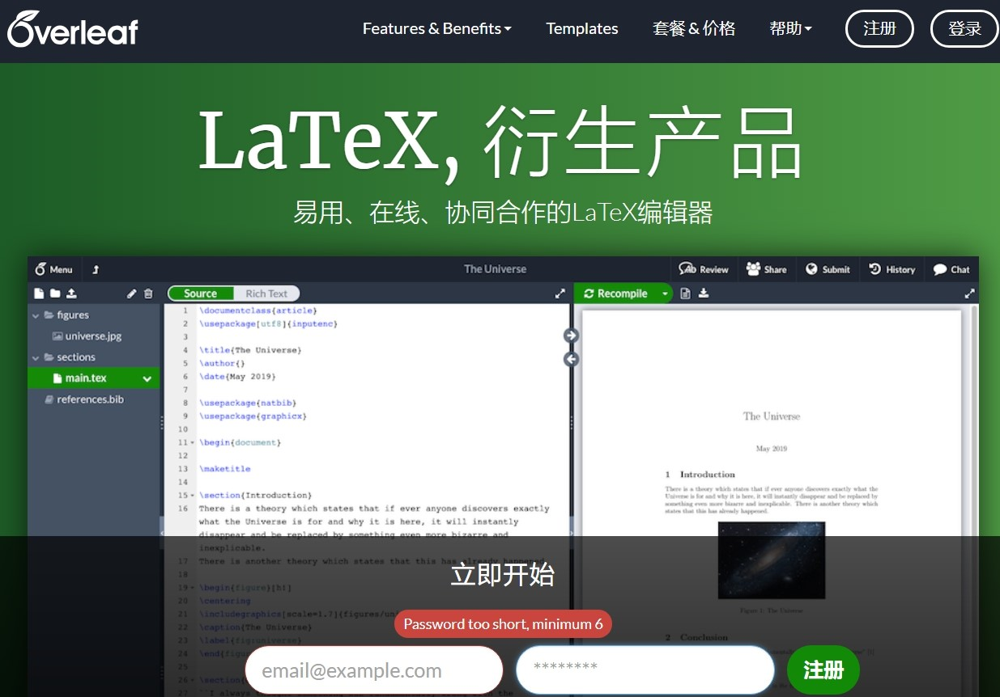 Overleaf
Features & Benefits
Templates
套餐 & 价格
帮助
注册
登录
LaTeX, 衍生产品
易用、在线、协同合作的LaTeX编辑器
Menu
The Universe
Review
Share
Submit
History
Chat
Source
Rich Text
Recompile
figures
universe.jpg
sections
main.tex
references.bib
1 \documentclass{article}
2 \usepackage[utf8]{inputenc}
3
4 \title{The Universe}
5 \author{}
6 \date{May 2019}
7
8 \usepackage{natbib}
9 \usepackage{graphicx}
10
11 \begin{document}
12
13 \maketitle
14
15 \section{Introduction}
16 There is a theory which states that if ever anyone discovers exactly
what the Universe is for and why it is here, it will instantly
disappear and be replaced by something even more bizarre and
inexplicable.
17 There is another theory which states that this has already happened
18
19 \begin{figure}[h!]
20 \centering
21 \includegraphics[scale=1.7]{figures/un
22 \caption{The Universe}
23 \label{fig:universe}
24 \end{figu
25
26 \section{
27 ``I always
The Universe
May 2019
1 Introduction
There is a theory which states that if ever anyone discovers exactly what the
Universe is for and why it is here, it will instantly disappear and be replaced by
something even more bizarre and inexplicable. There is another theory which
states that this has already happened.
Figure 1: The Universe
2 Conclusion
立即开始
Password too short, minimum 6
email@example.com
********
注册